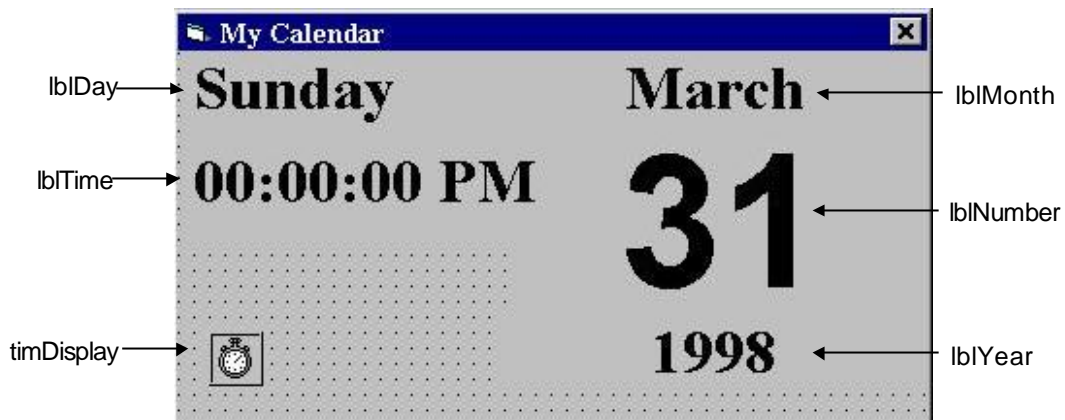 My Calendar
lblDay
Sunday
March
lblMonth
lblTime
00:00:00 PM
31
lblNumber
timDisplay
1998
lblYear